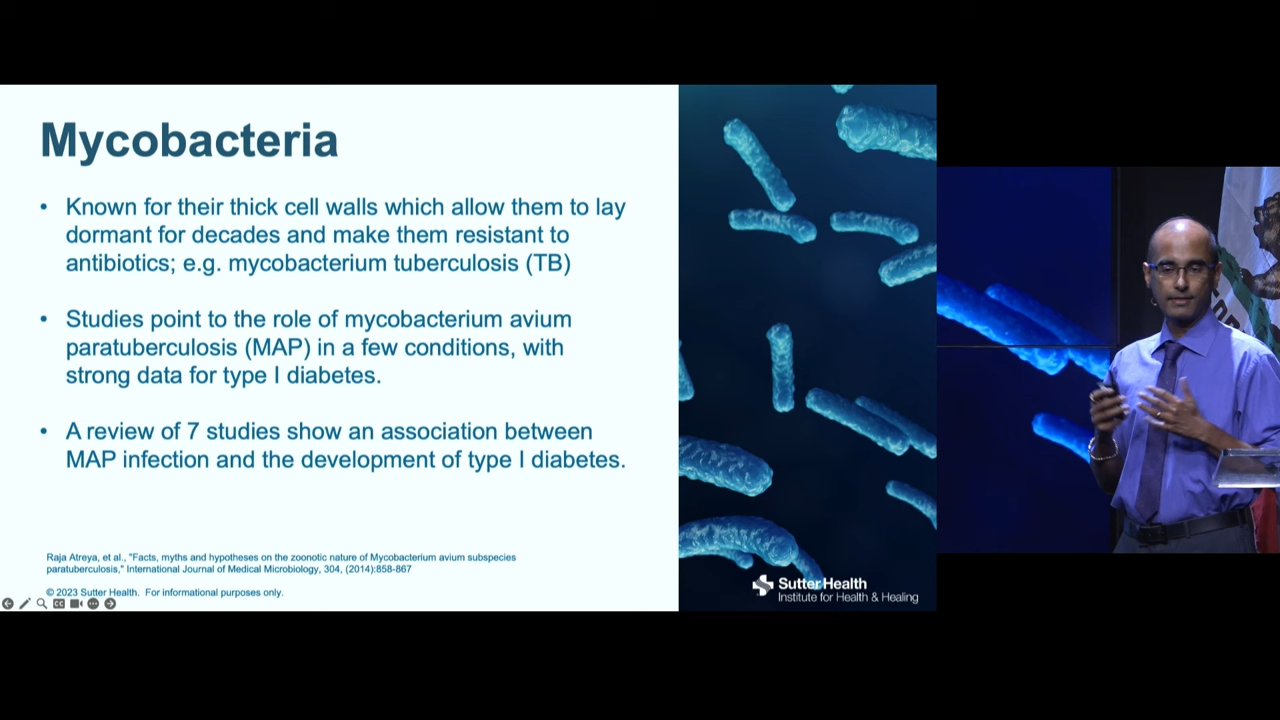 Mycobacteria
• Known for their thick cell walls which allow them to lay
dormant for decades and make them resistant to
antibiotics; e.g. mycobacterium tuberculosis (TB)
• Studies point to the role of mycobacterium avium
paratuberculosis (MAP) in a few conditions, with
strong data for type I diabetes.
• A review of 7 studies show an association between
MAP infection and the development of type I diabetes.
Raja Atreya, et al., "Facts, myths and hypotheses on the zoonotic nature of Mycobacterium avium subspecies
paratuberculosis," International Journal of Medical Microbiology, 304, (2014):858-867
© 2023 Sutter Health. For informational purposes only.
Sutter Health
Institute for Health & Healing